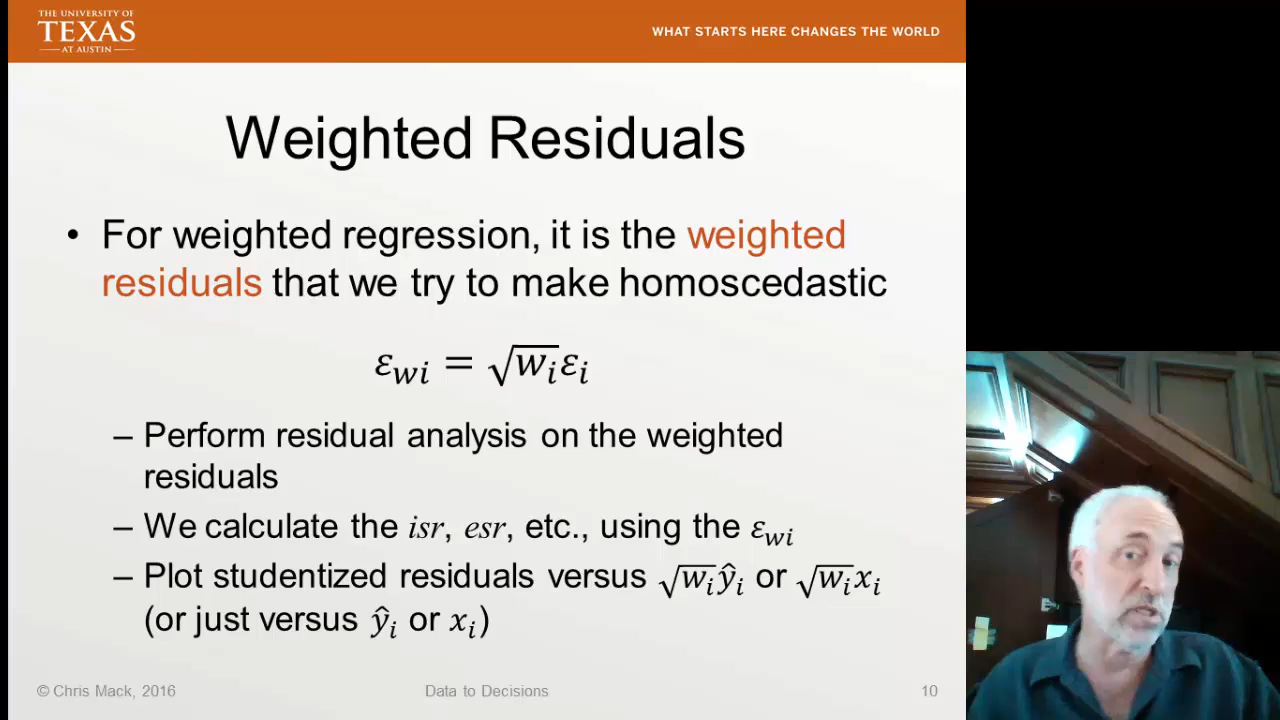 THE UNIVERSITY OF
TEXAS
AT AUSTIN
WHAT STARTS HERE CHANGES THE WORLD
Weighted Residuals
• For weighted regression, it is the weighted
residuals that we try to make homoscedastic
ε_wi = √w_i ε_i
– Perform residual analysis on the weighted
residuals
– We calculate the isr, esr, etc., using the ε_wi
– Plot studentized residuals versus √w_i ŷ_i or √w_i x_i
(or just versus ŷ_i or x_i)
© Chris Mack, 2016
Data to Decisions
10